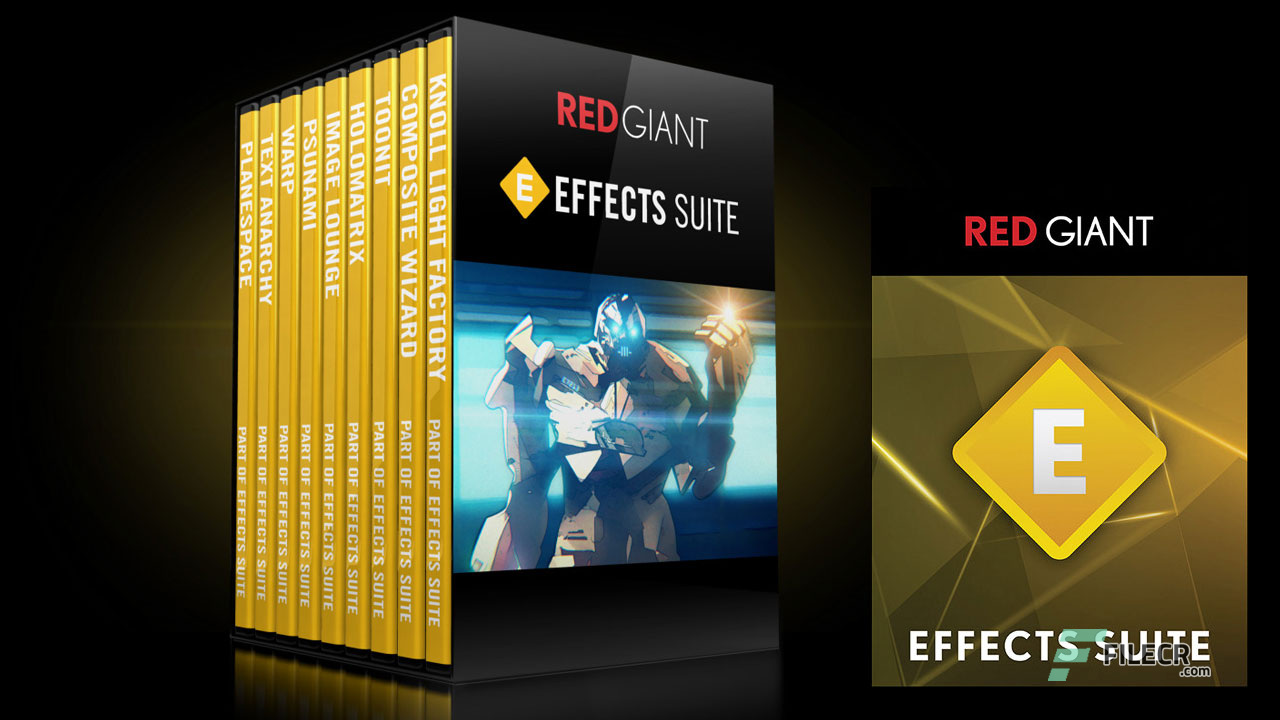 PLANESPACE
PART OF EFFECTS SUITE
TEXT ANARCHY
PART OF EFFECTS SUITE
WARP
PART OF EFFECTS SUITE
PSUNAMI
PART OF EFFECTS SUITE
IMAGE LOUNGE
PART OF EFFECTS SUITE
HOLOMATRIX
PART OF EFFECTS SUITE
TOONIT
PART OF EFFECTS SUITE
COMPOSITE WIZARD
PART OF EFFECTS SUITE
KNOLL LIGHT FACTORY
PART OF EFFECTS SUITE
RED GIANT
E EFFECTS SUITE
RED GIANT
E
EFFECTS SUITE
FILECR
.com